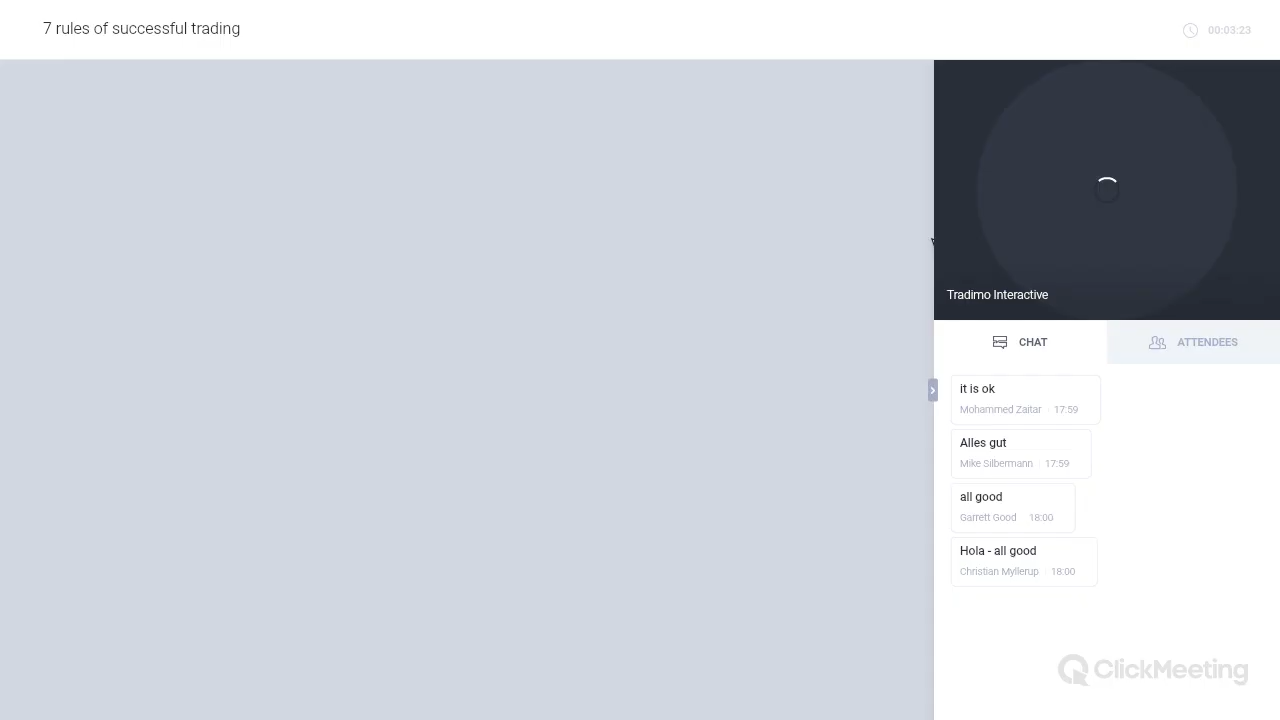 7 rules of successful trading
00:03:23
Tradimo Interactive
CHAT
ATTENDEES
it is ok
Mohammed Zaitar 17:59
Alles gut
Mike Silbermann 17:59
all good
Garrett Good 18:00
Hola - all good
Christian Myllerup 18:00
ClickMeeting